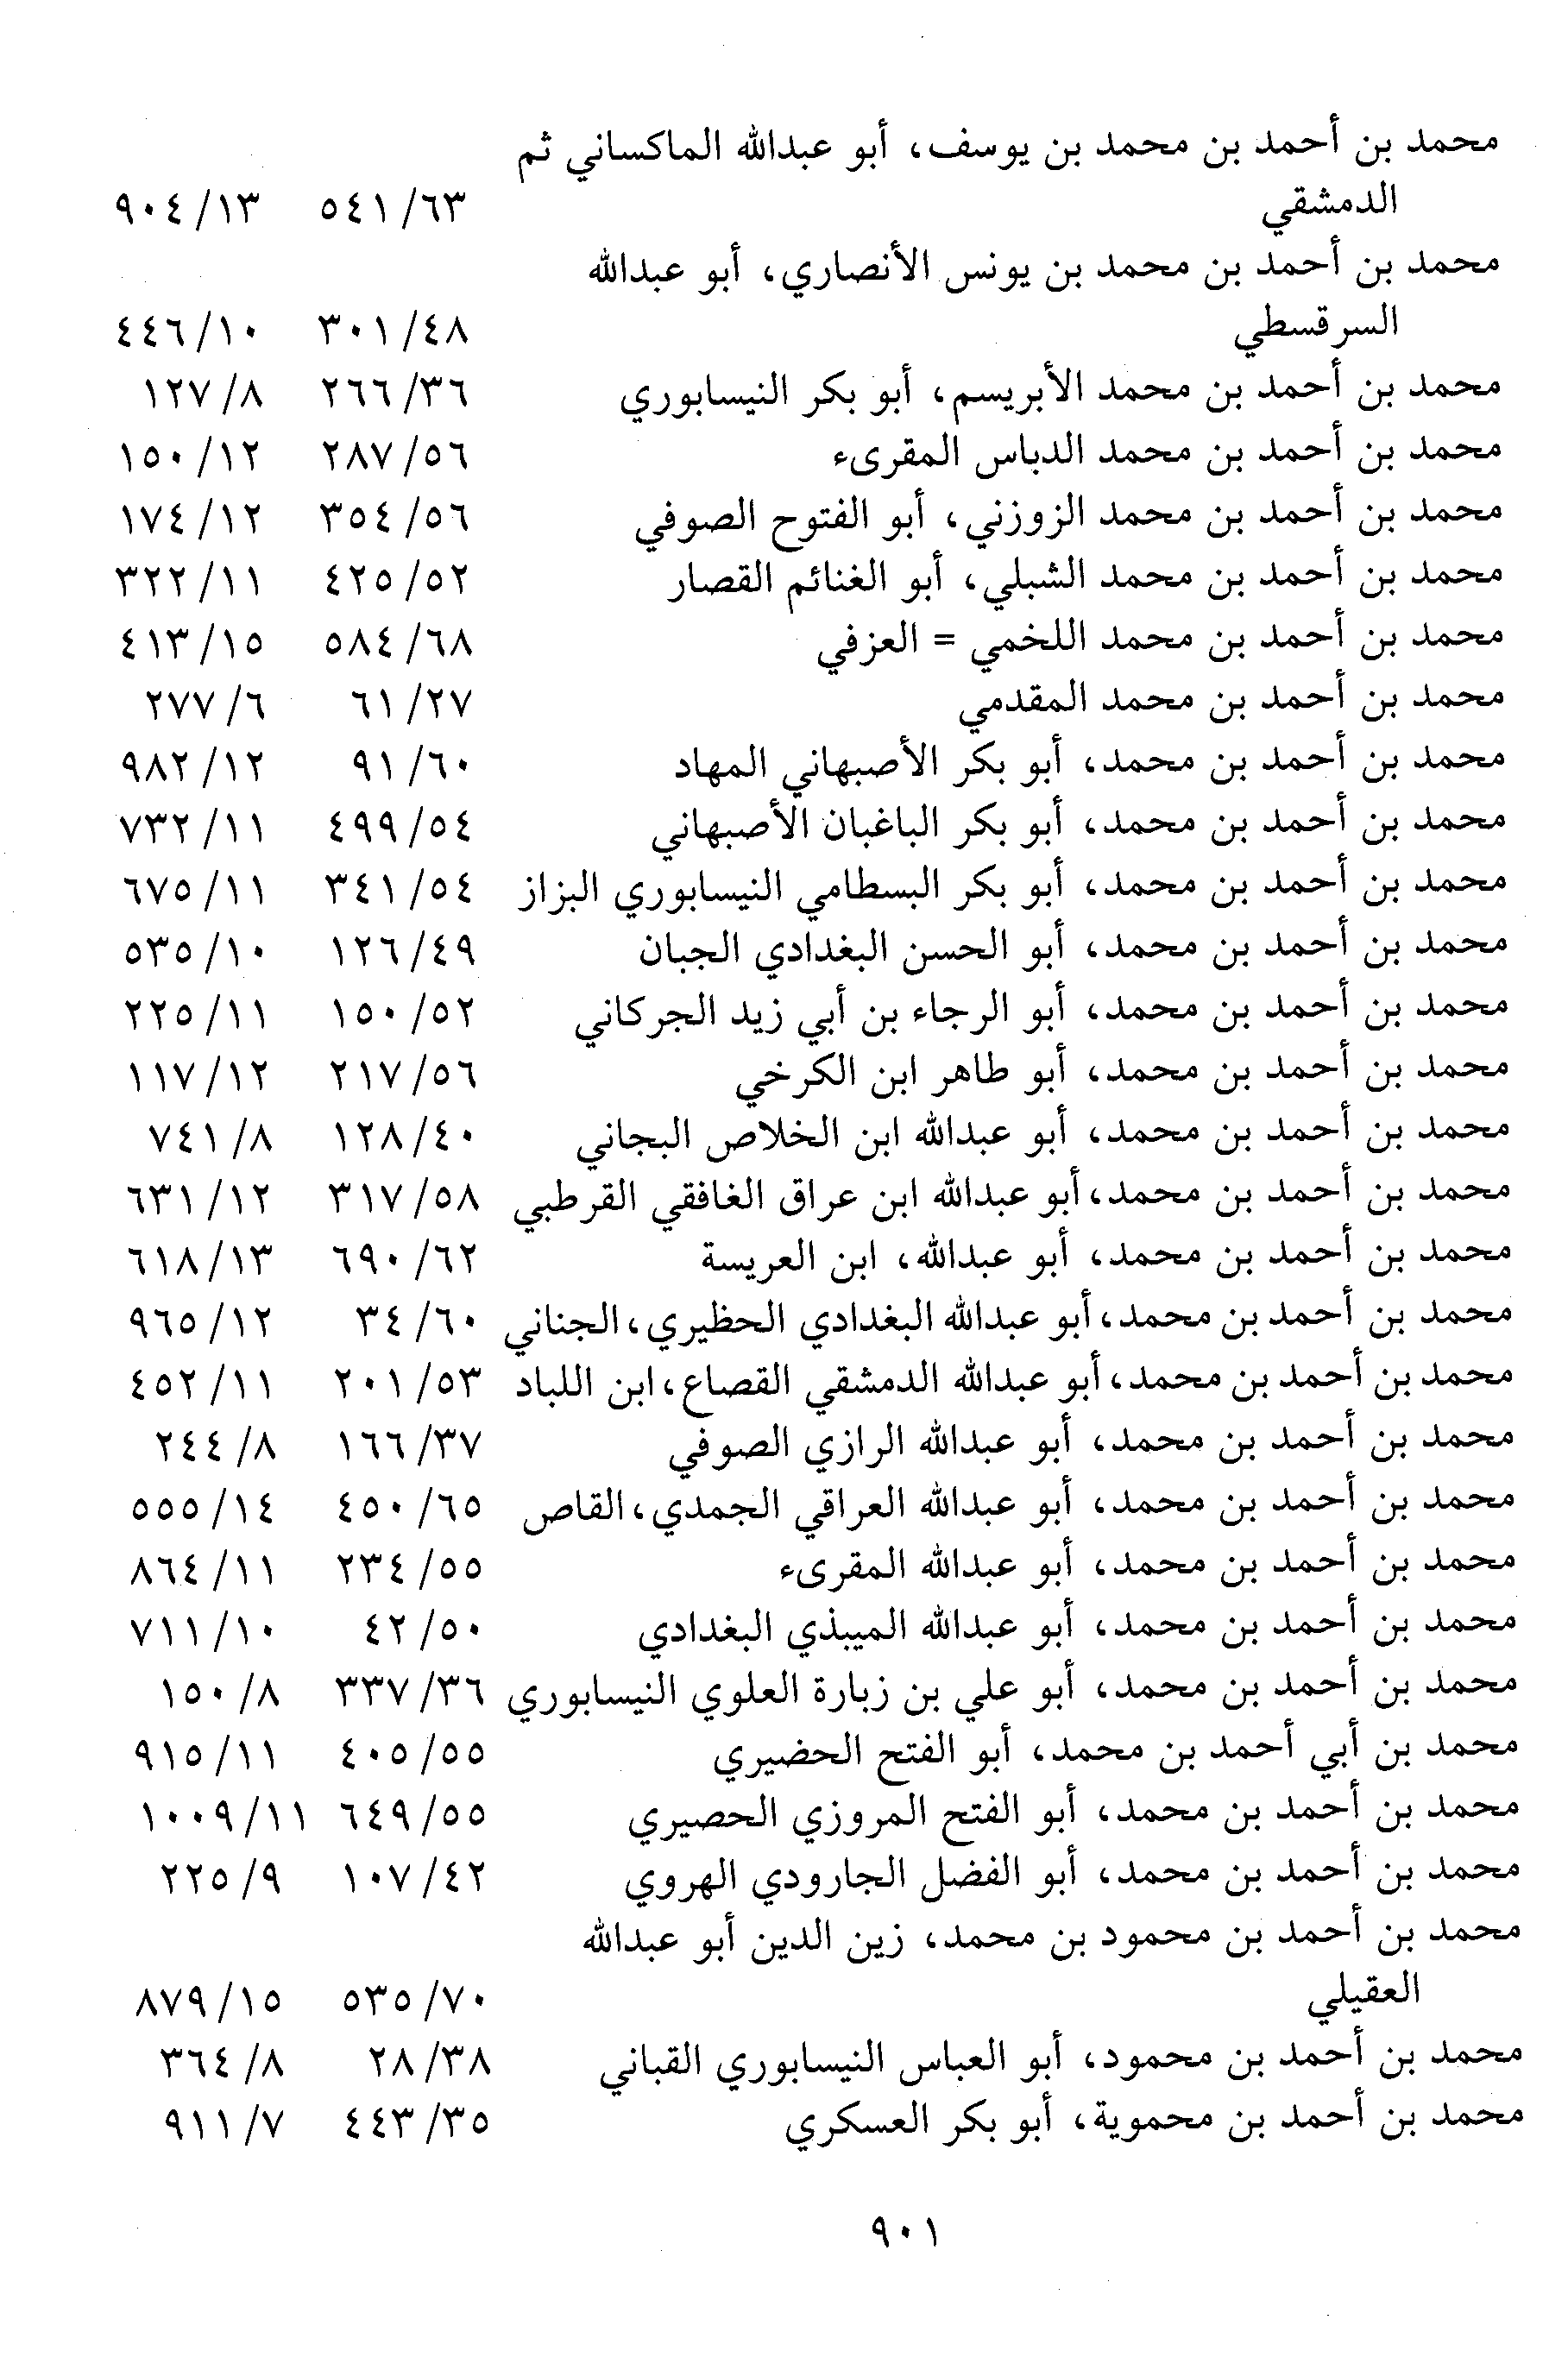 محمد بن أحمد بن محمد بن يوسف، أبو عبدالله الماكساني ثم
الدمشقي ٦٣/ ٥٤١ ١٣/ ٩٠٤
محمد بن أحمد بن محمد بن يونس الأنصاري، أبو عبدالله
السرقسطي ٤٨/ ٣٠١ ١٠/ ٤٤٦
محمد بن أحمد بن محمد الأبريسم، أبو بكر النيسابوري ٣٦/ ٢٦٦ ٨/ ١٢٧
محمد بن أحمد بن محمد الدباس المقرىء ٥٦/ ٢٨٧ ١٢/ ١٥٠
محمد بن أحمد بن محمد الزوزني، أبو الفتوح الصوفي ٥٦/ ٣٥٤ ١٢/ ١٧٤
محمد بن أحمد بن محمد الشبلي، أبو الغنائم القصار ٥٢/ ٤٢٥ ١١/ ٣٢٢
محمد بن أحمد بن محمد اللخمي = العزفي ٦٨/ ٥٨٤ ١٥/ ٤١٣
محمد بن أحمد بن محمد المقدمي ٢٧/ ٦١ ٦/ ٢٧٧
محمد بن أحمد بن محمد، أبو بكر الأصبهاني المهاد ٦٠/ ٩١ ١٢/ ٩٨٢
محمد بن أحمد بن محمد، أبو بكر الباغبان الأصبهاني ٥٤/ ٤٩٩ ١١/ ٧٣٢
محمد بن أحمد بن محمد، أبو بكر البسطامي النيسابوري البزاز ٥٤/ ٣٤١ ١١/ ٦٧٥
محمد بن أحمد بن محمد، أبو الحسن البغدادي الجبان ٤٩/ ١٢٦ ١٠/ ٥٣٥
محمد بن أحمد بن محمد، أبو الرجاء بن أبي زيد الجركاني ٥٢/ ١٥٠ ١١/ ٢٢٥
محمد بن أحمد بن محمد، أبو طاهر ابن الكرخي ٥٦/ ٢١٧ ١٢/ ١١٧
محمد بن أحمد بن محمد، أبو عبدالله ابن الخلاص البجاني ٤٠/ ١٢٨ ٨/ ٧٤١
محمد بن أحمد بن محمد، أبو عبدالله ابن عراق الغافقي القرطبي ٥٨/ ٣١٧ ١٢/ ٦٣١
محمد بن أحمد بن محمد، أبو عبدالله، ابن العريسة ٦٢/ ٦٩٠ ١٣/ ٦١٨
محمد بن أحمد بن محمد، أبو عبدالله البغدادي الحظيري، الجناني ٦٠/ ٣٤ ١٢/ ٩٦٥
محمد بن أحمد بن محمد، أبو عبدالله الدمشقي القصاع، ابن اللباد ٥٣/ ٢٠١ ١١/ ٤٥٢
محمد بن أحمد بن محمد، أبو عبدالله الرازي الصوفي ٣٧/ ١٦٦ ٨/ ٢٤٤
محمد بن أحمد بن محمد، أبو عبدالله العراقي الجمدي، القاص ٦٥/ ٤٥٠ ١٤/ ٥٥٥
محمد بن أحمد بن محمد، أبو عبدالله المقرىء ٥٥/ ٢٣٤ ١١/ ٨٦٤
محمد بن أحمد بن محمد، أبو عبدالله الميبذي البغدادي ٥٠/ ٤٢ ١٠/ ٧١١
محمد بن أحمد بن محمد، أبو علي بن زبارة العلوي النيسابوري ٣٦/ ٣٣٧ ٨/ ١٥٠
محمد بن أبي أحمد بن محمد، أبو الفتح الحضيري ٥٥/ ٤٠٥ ١١/ ٩١٥
محمد بن أحمد بن محمد، أبو الفتح المروزي الحصيري ٥٥/ ٦٤٩ ١١/ ١٠٠٩
محمد بن أحمد بن محمد، أبو الفضل الجارودي الهروي ٤٢/ ١٠٧ ٩/ ٢٢٥
محمد بن أحمد بن محمود بن محمد، زين الدين أبو عبدالله
العقيلي ٧٠/ ٥٣٥ ١٥/ ٨٧٩
محمد بن أحمد بن محمود، أبو العباس النيسابوري القباني ٣٨/ ٢٨ ٨/ ٣٦٤
محمد بن أحمد بن محموية، أبو بكر العسكري ٣٥/ ٤٤٣ ٧/ ٩١١
٩٠١